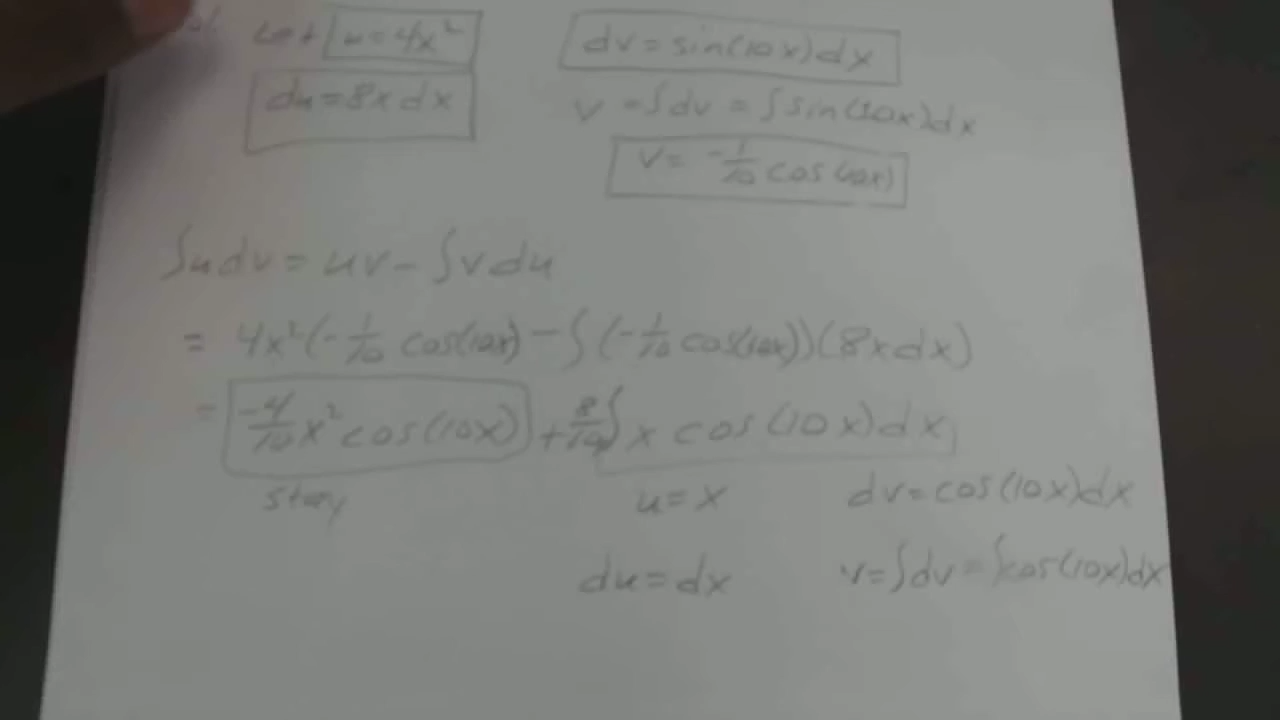 Let u = 4x² dv = sin(10x)dx
du = 8x dx v = ∫dv = ∫sin(10x)dx
v = -1/10 cos(10x)
∫u dv = uv - ∫v du
= 4x²(-1/10 cos(10x) - ∫(-1/10 cos(10x))(8x dx)
= -4/10 x² cos(10x) + 8/10 ∫ x cos(10x)dx
stay u = x dv = cos(10x)dx
du = dx v = ∫dv = ∫cos(10x)dx